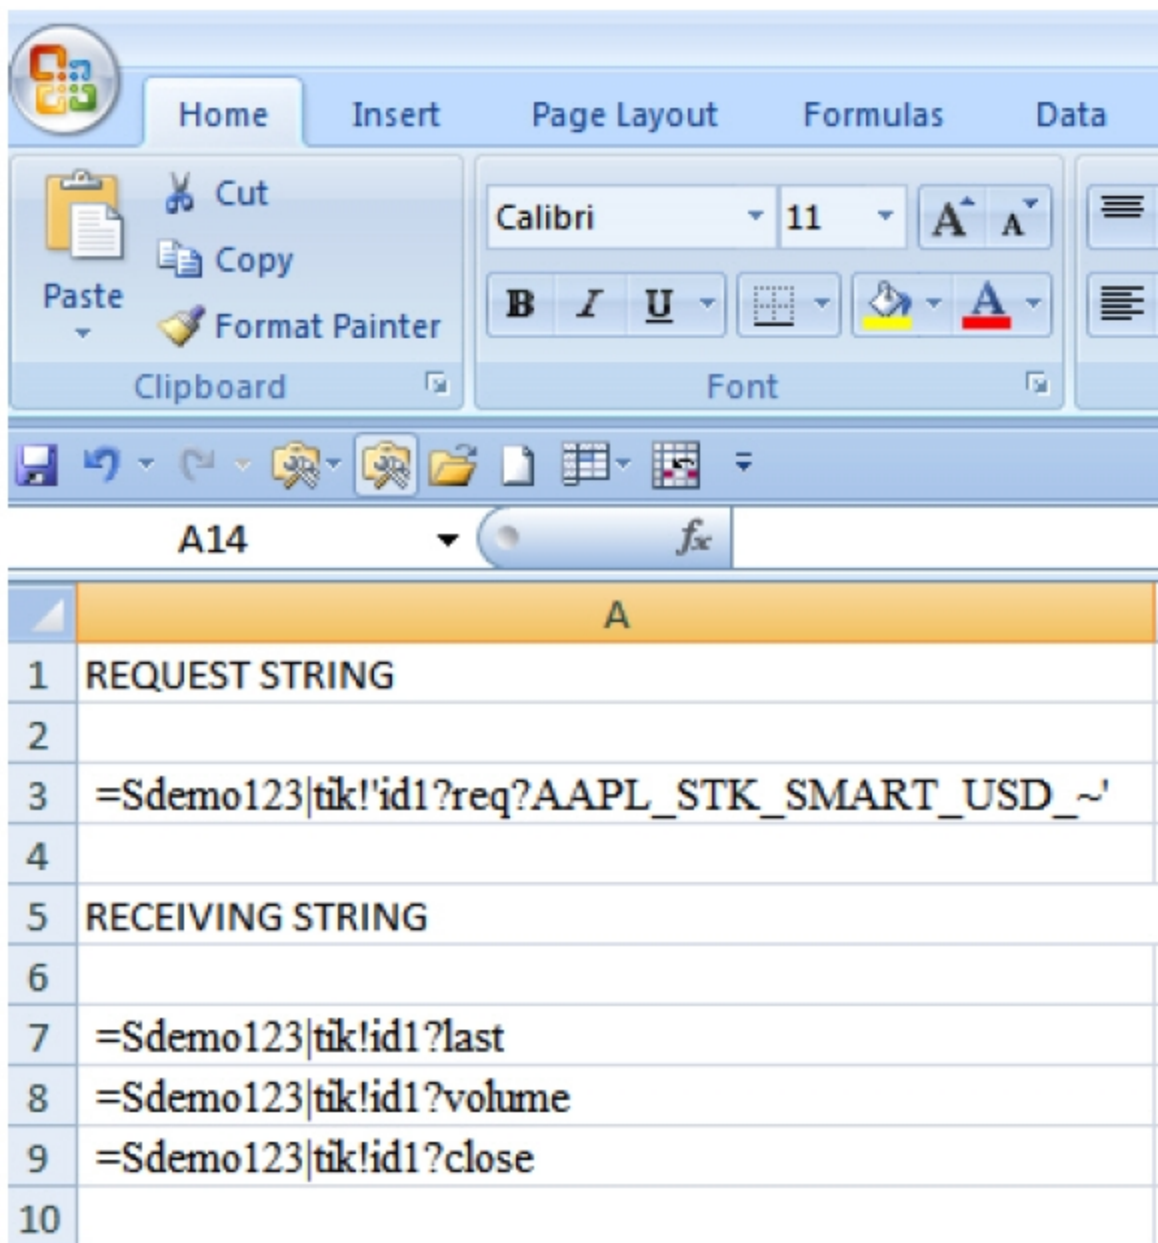 Home Insert Page Layout Formulas Data
Paste
Cut
Copy
Format Painter
Clipboard
Calibri 11 A A
B I U A
Font
A14 fx
A
1 REQUEST STRING
2
3 =Sdemo123|tik!'id1?req?AAPL_STK_SMART_USD_~'
4
5 RECEIVING STRING
6
7 =Sdemo123|tik!id1?last
8 =Sdemo123|tik!id1?volume
9 =Sdemo123|tik!id1?close
10